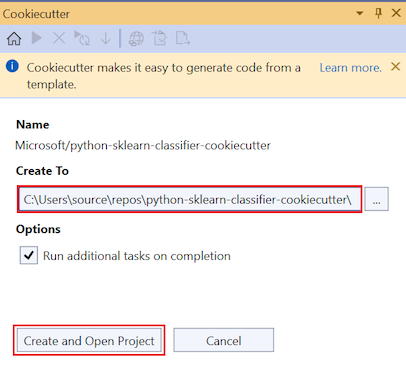 Cookiecutter
Cookiecutter makes it easy to generate code from a Learn more.
template.
Name
Microsoft/python-sklearn-classifier-cookiecutter
Create To
C:\Users\source\repos\python-sklearn-classifier-cookiecutter\
...
Options
Run additional tasks on completion
Create and Open Project Cancel